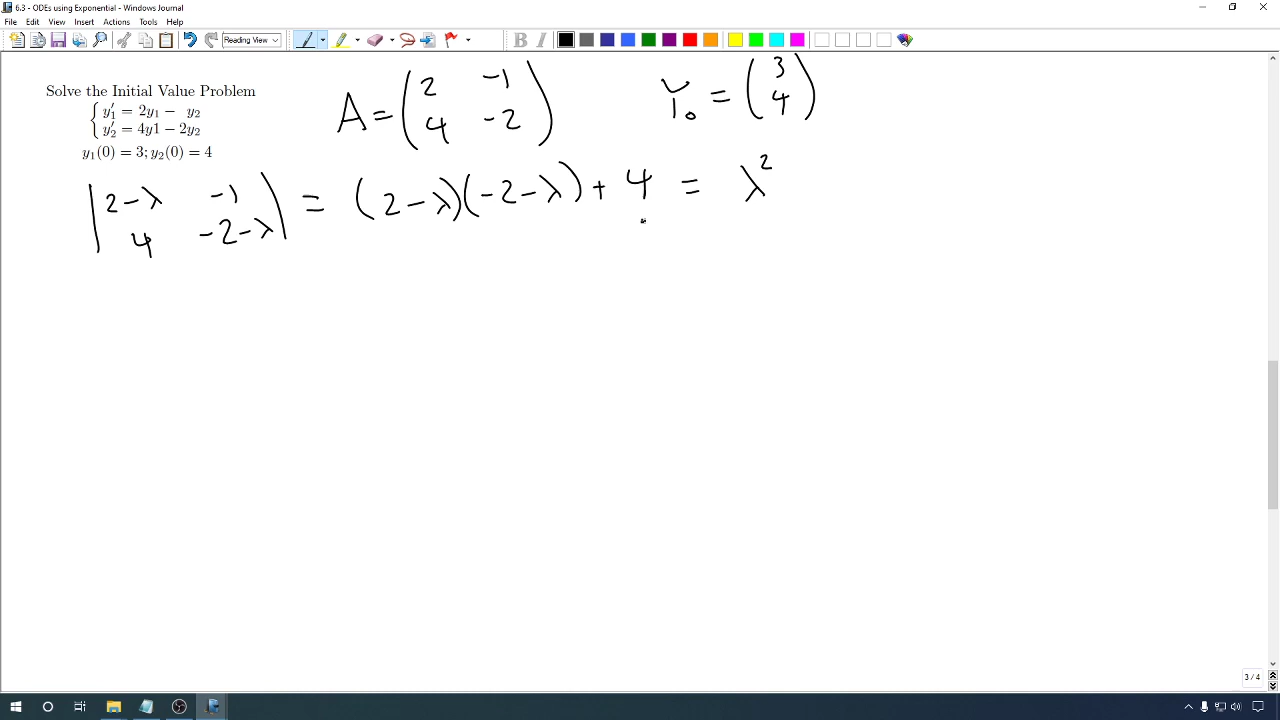 6.3 - ODEs using Exponential - Windows Journal
File Edit View Insert Actions Tools Help
Reading View B I
Solve the Initial Value Problem
{ y₁′ = 2y₁ − y₂
y₂′ = 4y1 − 2y₂
y₁(0) = 3; y₂(0) = 4
A = ( 2 -1
4 -2 )
Y₀ = ( 3
4 )
| 2-λ -1
4 -2-λ | = (2-λ)(-2-λ) + 4 = λ²
3 / 4